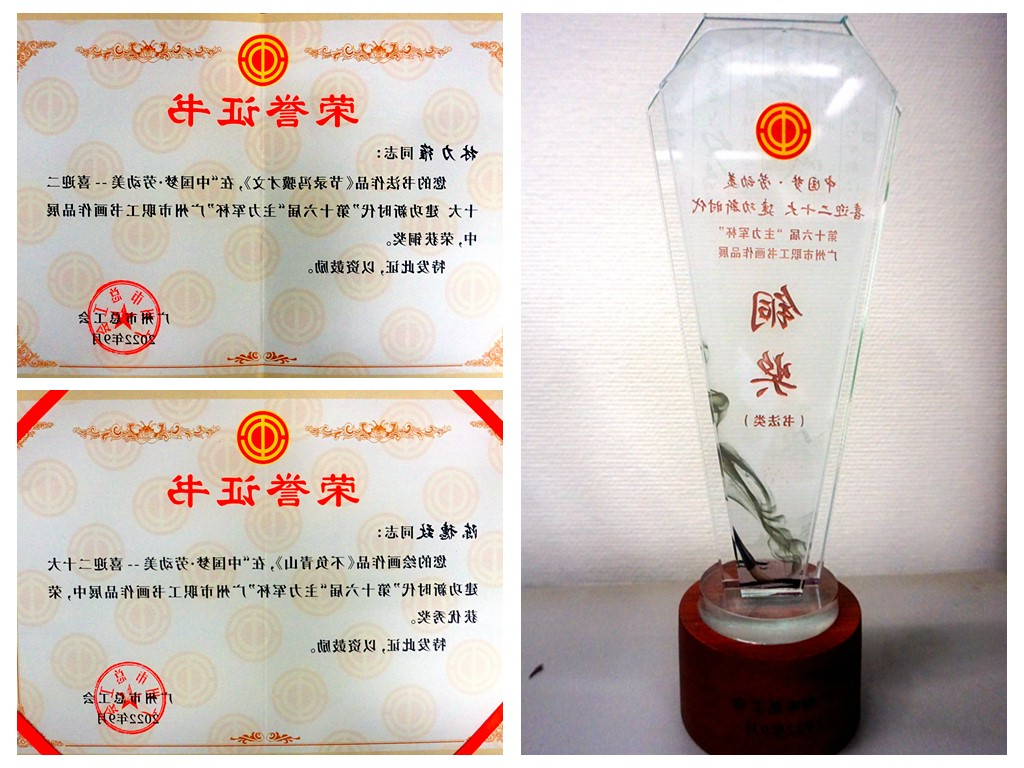 荣誉证书
林力雍同志：
您的书法作品《节录冯骥才文》，在“中国梦·劳动美--喜迎二
十大 建功新时代”第十六届“主力军杯”广州市职工书画作品展
中，荣获铜奖。
特发此证，以资鼓励。
广州市总工会
2022年9月
荣誉证书
陈穗致同志：
您的绘画作品《不负青山》，在“中国梦·劳动美--喜迎二十大
建功新时代”第十六届“主力军杯”广州市职工书画作品展中，荣
获优秀奖。
特发此证，以资鼓励。
广州市总工会
2022年9月
中国梦·劳动美
喜迎二十大 建功新时代
第十六届“主力军杯”
广州市职工书画作品展
铜
奖
（书法类）